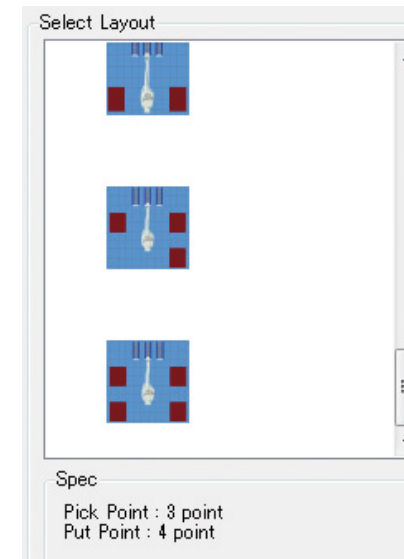 Select Layout
Spec
Pick Point : 3 point
Put Point : 4 point